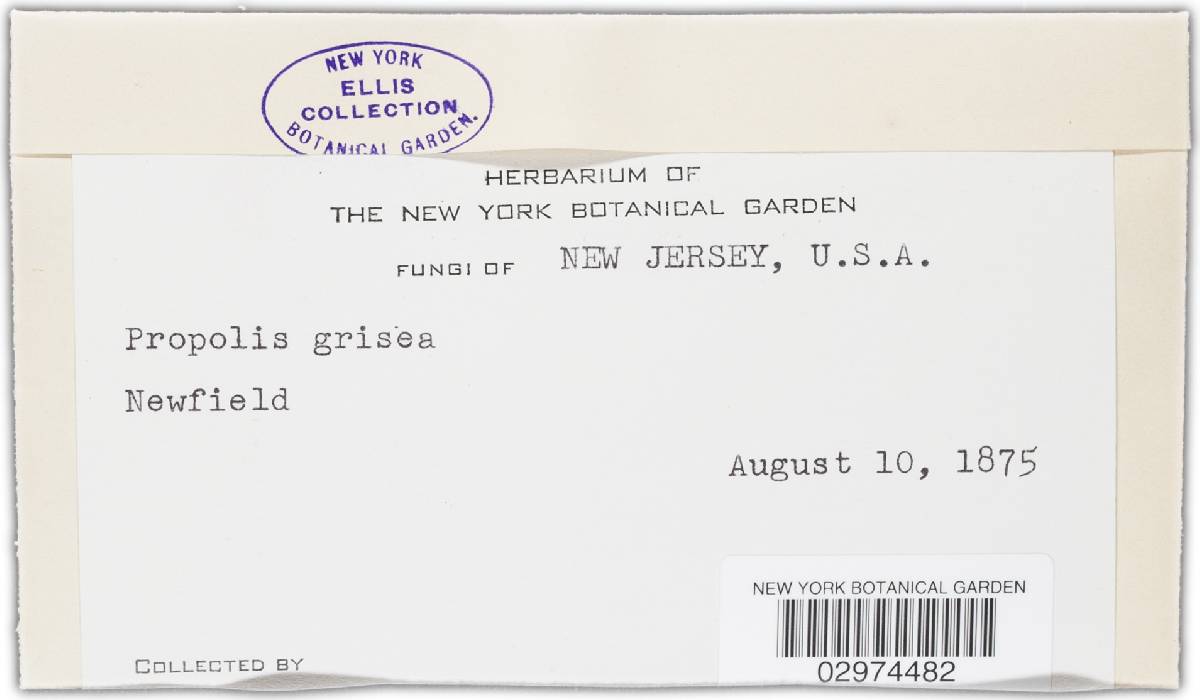 NEW YORK
ELLIS
COLLECTION
BOTANICAL GARDEN.
HERBARIUM OF
THE NEW YORK BOTANICAL GARDEN
FUNGI OF NEW JERSEY, U.S.A.
Propolis grisea
Newfield
August 10, 1875
NEW YORK BOTANICAL GARDEN
02974482
COLLECTED BY